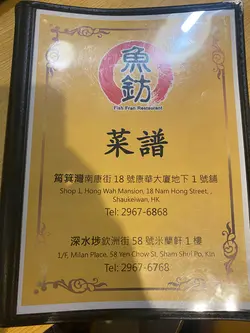 魚鈁
Fish Fran Restaurant
菜譜
筲箕灣南康街18號康華大廈地下1號舖
Shop 1, Hong Wah Mansion, 18 Nam Hong Street, ,
Shaukeiwan, HK
Tel: 2967-6868
深水埗欽洲街58號米蘭軒1樓
1/F, Milan Place, 58 Yen Chow St, Sham Shri Po, Kln
Tel: 2967-6768